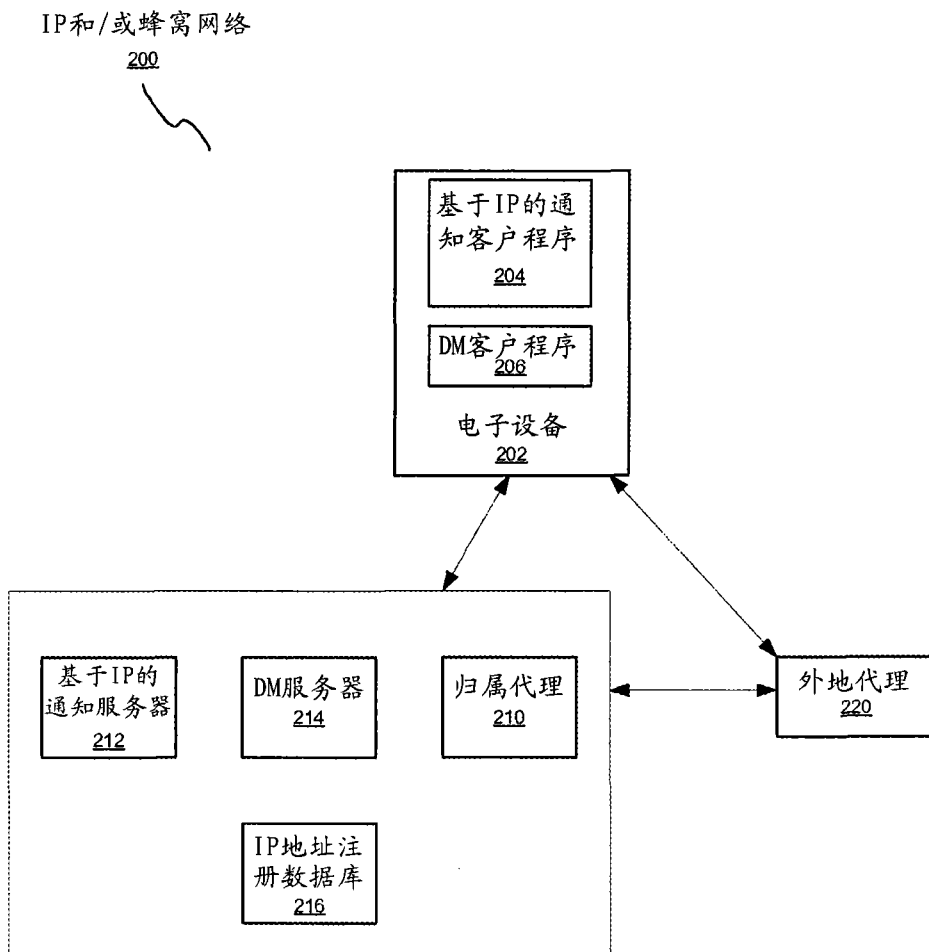 IP和/或蜂窝网络
200
基于IP的通
知客户程序
204
DM客户程序
206
电子设备
202
基于IP的
通知服务器
212
DM服务器
214
归属代理
210
外地代理
220
IP地址注
册数据库
216